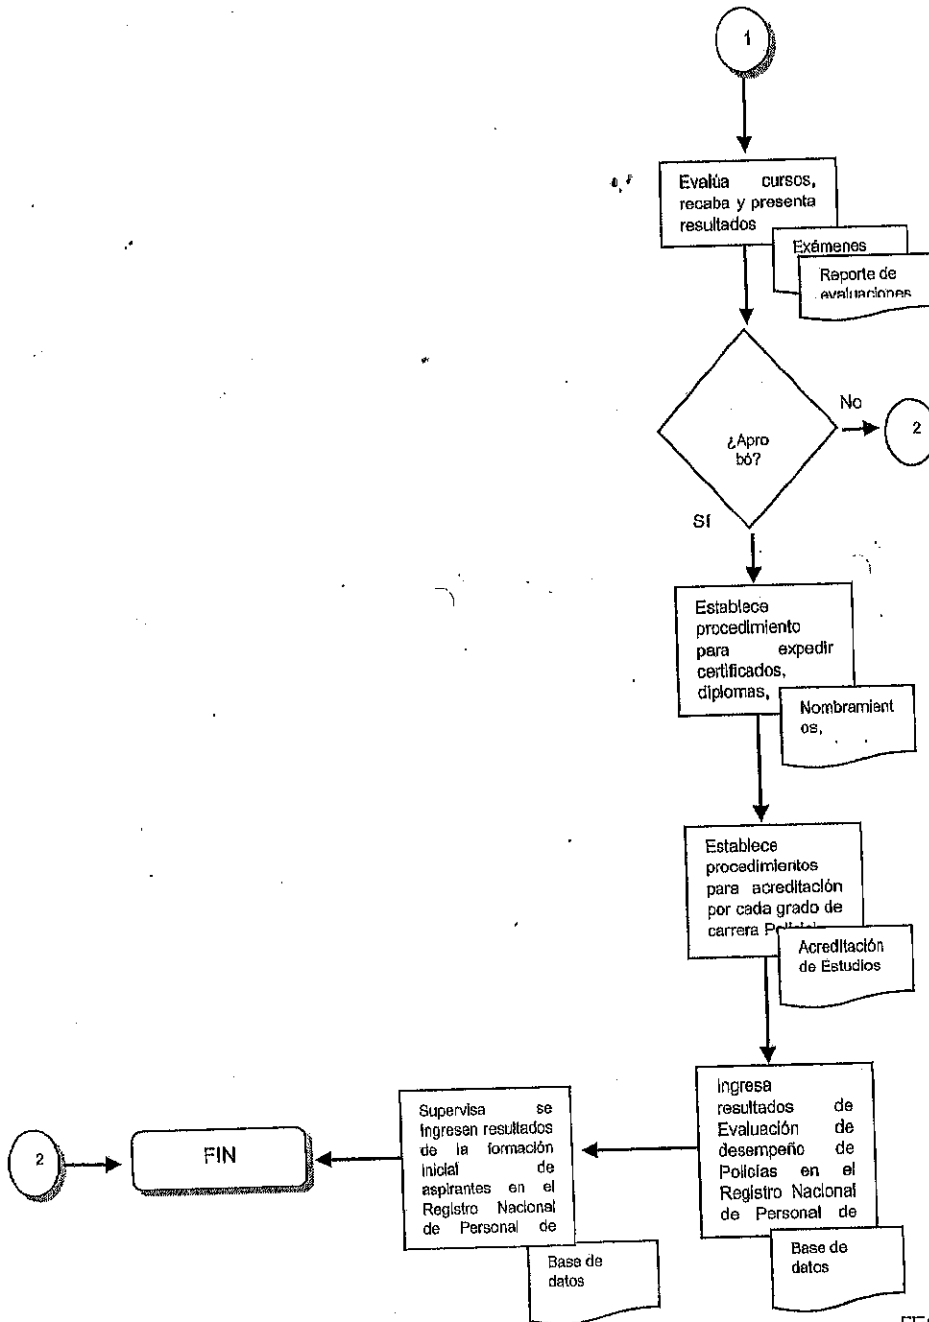 1
Evalúa cursos,
recaba y presenta
resultados
Exámenes
Reporte de
evaluaciones
¿Apro
bó?
No
2
SÍ
Establece
procedimiento
para expedir
certificados,
diplomas,
Nombramient
os,
Establece
procedimientos
para acreditación
por cada grado de
carrera
Acreditación
de Estudios
Ingresa
resultados de
Evaluación de
desempeño de
Policías en el
Registro Nacional
de Personal de
Base de
datos
Supervisa se
ingresen resultados
de la formación
inicial de
aspirantes en el
Registro Nacional
de Personal de
Base de
datos
2
FIN